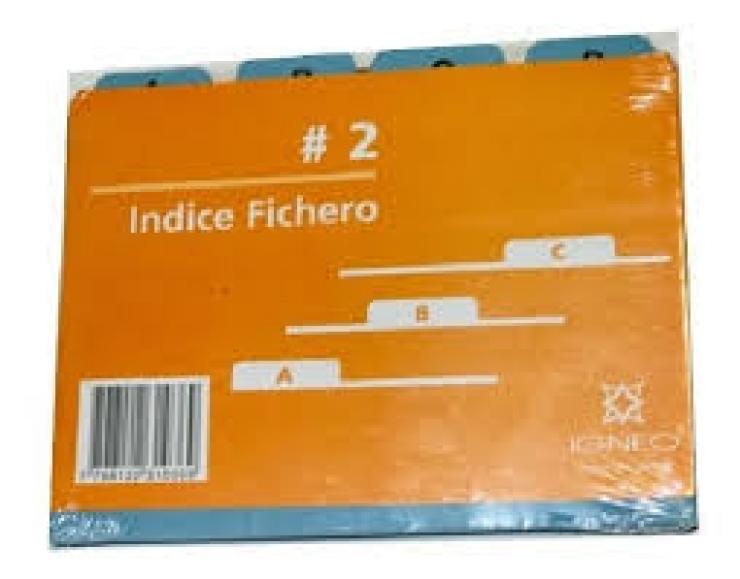 # 2
Indice Fichero
C
B
A
IGNEO